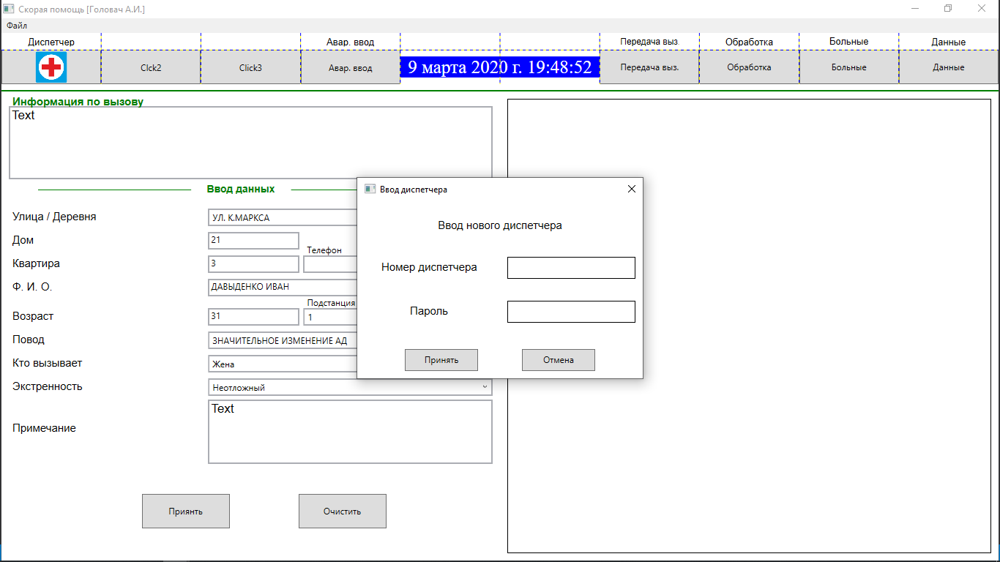 Скорая помощь [Головач А.И.]
Файл
Диспетчер Авар. ввод Передача выз. Обработка Больные Данные
Clck2 Click3 Авар. ввод 9 марта 2020 г. 19:48:52 Передача выз. Обработка Больные Данные
Информация по вызову
Text
Ввод данных
Улица / Деревня УЛ. К.МАРКСА
Дом 21
Телефон
Квартира 3
Ф. И. О. ДАВЫДЕНКО ИВАН
Подстанция
Возраст 31 1
Повод ЗНАЧИТЕЛЬНОЕ ИЗМЕНЕНИЕ АД
Кто вызывает Жена
Экстренность Неотложный
Примечание Text
Приянть Очистить
Ввод диспетчера
Ввод нового диспетчера
Номер диспетчера
Пароль
Принять Отмена